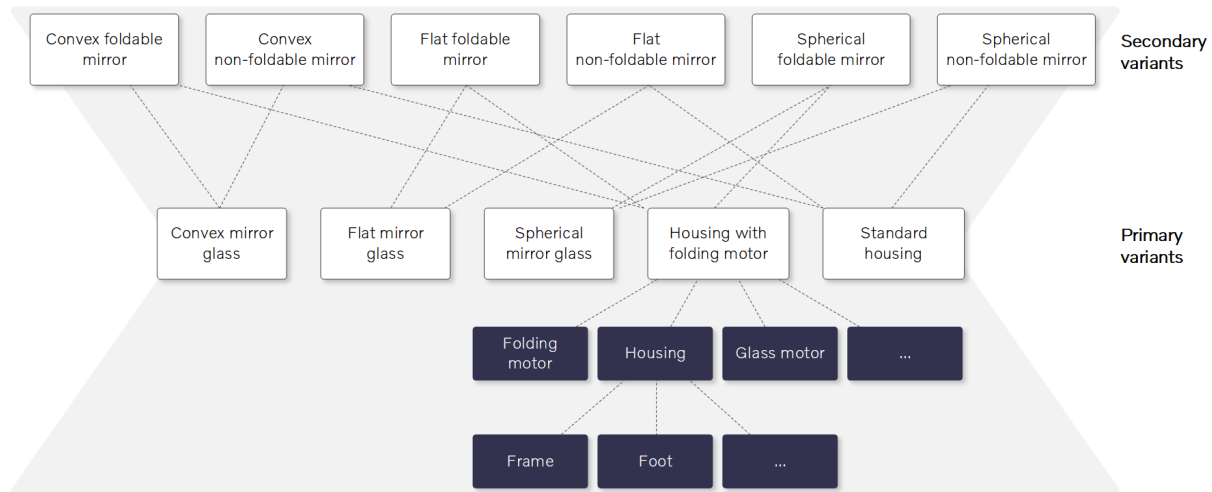 Convex foldable
mirror
Convex
non-foldable mirror
Flat foldable
mirror
Flat
non-foldable mirror
Spherical
foldable mirror
Spherical
non-foldable mirror
Secondary
variants
Convex mirror
glass
Flat mirror
glass
Spherical
mirror glass
Housing with
folding motor
Standard
housing
Primary
variants
Folding
motor
Housing
Glass motor
...
Frame
Foot
...